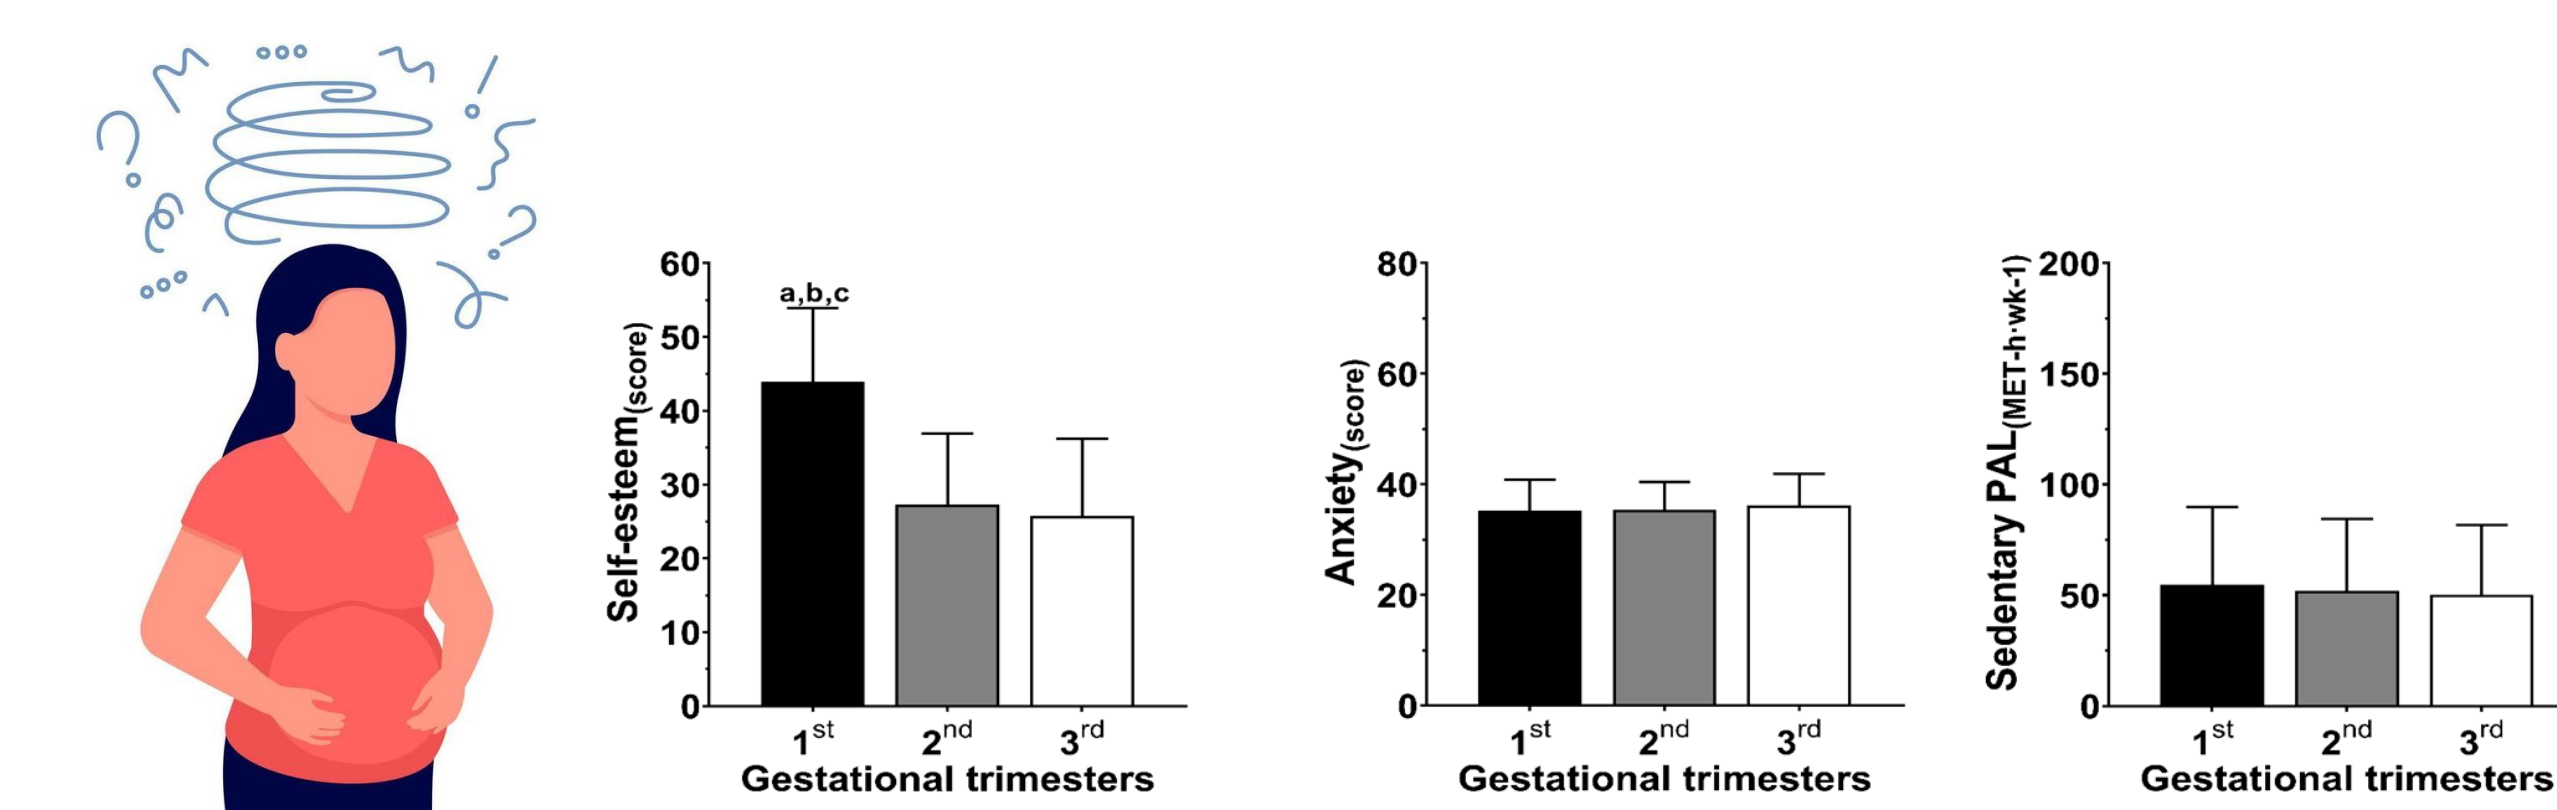 60
50
40
30
20
10
0
Self-esteem(score)
a,b,c
1st 2nd 3rd
Gestational trimesters
80
60
40
20
0
Anxiety(score)
1st 2nd 3rd
Gestational trimesters
200
150
100
50
0
Sedentary PAL(MET-h·wk-1)
1st 2nd 3rd
Gestational trimesters